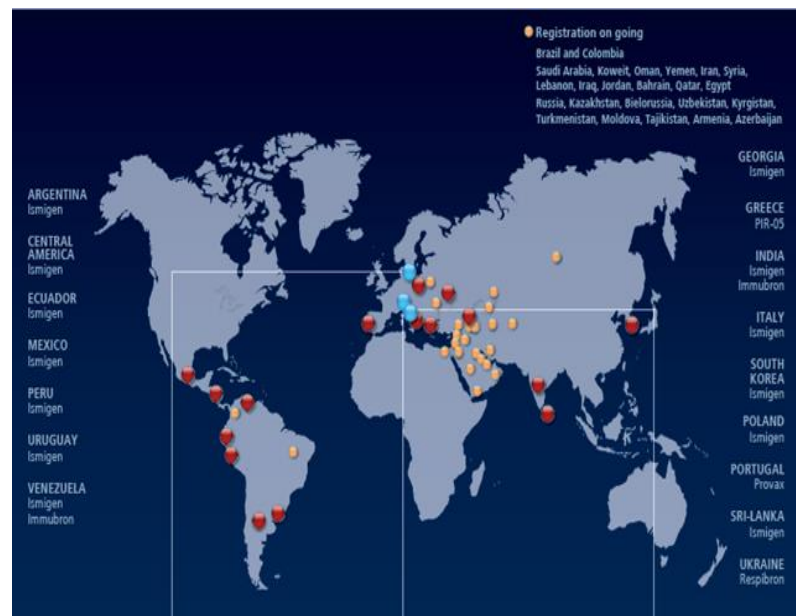 Registration on going
Brazil and Colombia
Saudi Arabia, Koweit, Oman, Yemen, Iran, Syria,
Lebanon, Iraq, Jordan, Bahrain, Qatar, Egypt
Russia, Kazakhstan, Bielorussia, Uzbekistan, Kyrgistan,
Turkmenistan, Moldova, Tajikistan, Armenia, Azerbaijan
ARGENTINA
Ismigen
CENTRAL
AMERICA
Ismigen
ECUADOR
Ismigen
MEXICO
Ismigen
PERU
Ismigen
URUGUAY
Ismigen
VENEZUELA
Ismigen
Immubron
GEORGIA
Ismigen
GREECE
PIR-05
INDIA
Ismigen
Immubron
ITALY
Ismigen
SOUTH
KOREA
Ismigen
POLAND
Ismigen
PORTUGAL
Provax
SRI-LANKA
Ismigen
UKRAINE
Respibron